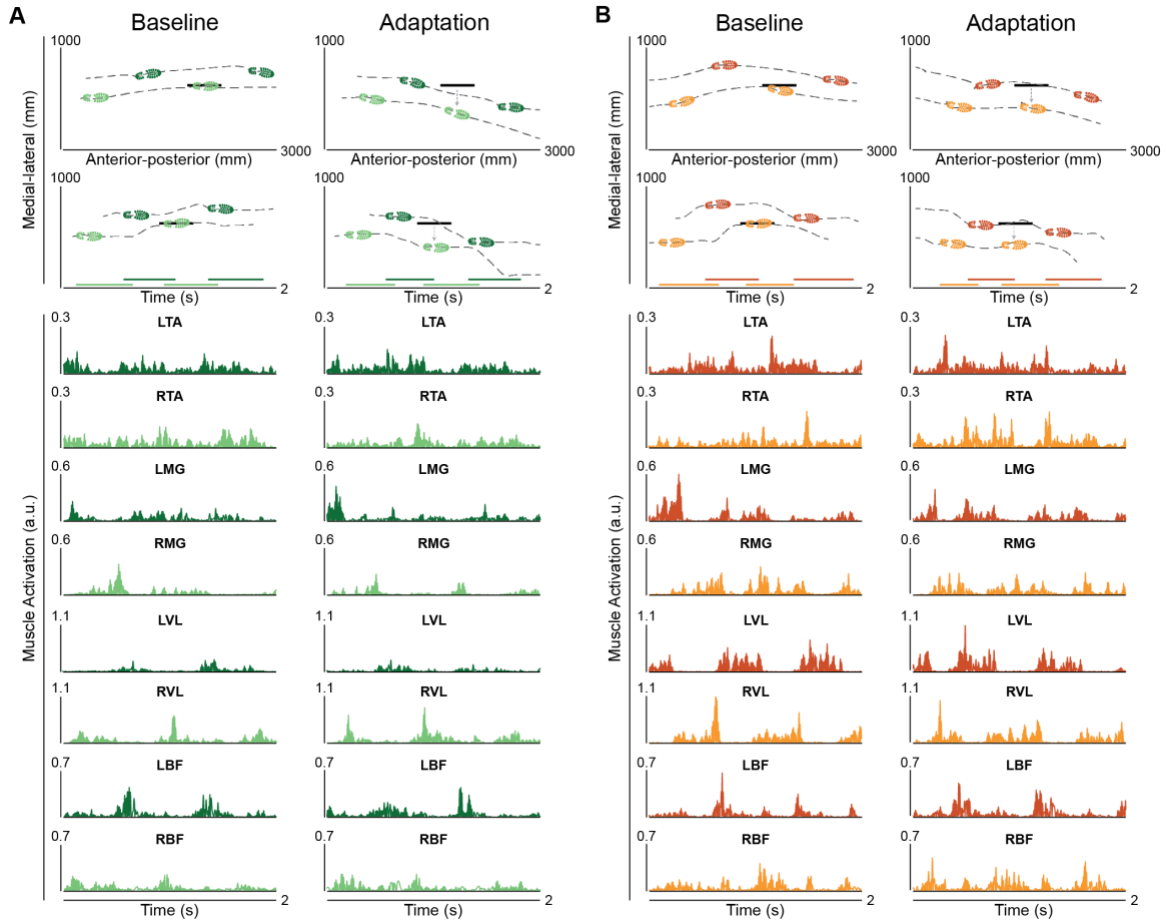 A
Baseline
Adaptation
1000
1000
Medial-lateral (mm)
Anterior-posterior (mm)
3000
Anterior-posterior (mm)
3000
1000
1000
Time (s)
2
Time (s)
2
Muscle Activation (a.u.)
0.3
LTA
0.3
LTA
0.3
RTA
0.3
RTA
0.6
LMG
0.6
LMG
0.6
RMG
0.6
RMG
1.1
LVL
1.1
LVL
1.1
RVL
1.1
RVL
0.7
LBF
0.7
LBF
0.7
RBF
0.7
RBF
Time (s)
2
Time (s)
2
B
Baseline
Adaptation
1000
1000
Medial-lateral (mm)
Anterior-posterior (mm)
3000
Anterior-posterior (mm)
3000
1000
1000
Time (s)
2
Time (s)
2
Muscle Activation (a.u.)
0.3
LTA
0.3
LTA
0.3
RTA
0.3
RTA
0.6
LMG
0.6
LMG
0.6
RMG
0.6
RMG
1.1
LVL
1.1
LVL
1.1
RVL
1.1
RVL
0.7
LBF
0.7
LBF
0.7
RBF
0.7
RBF
Time (s)
2
Time (s)
2